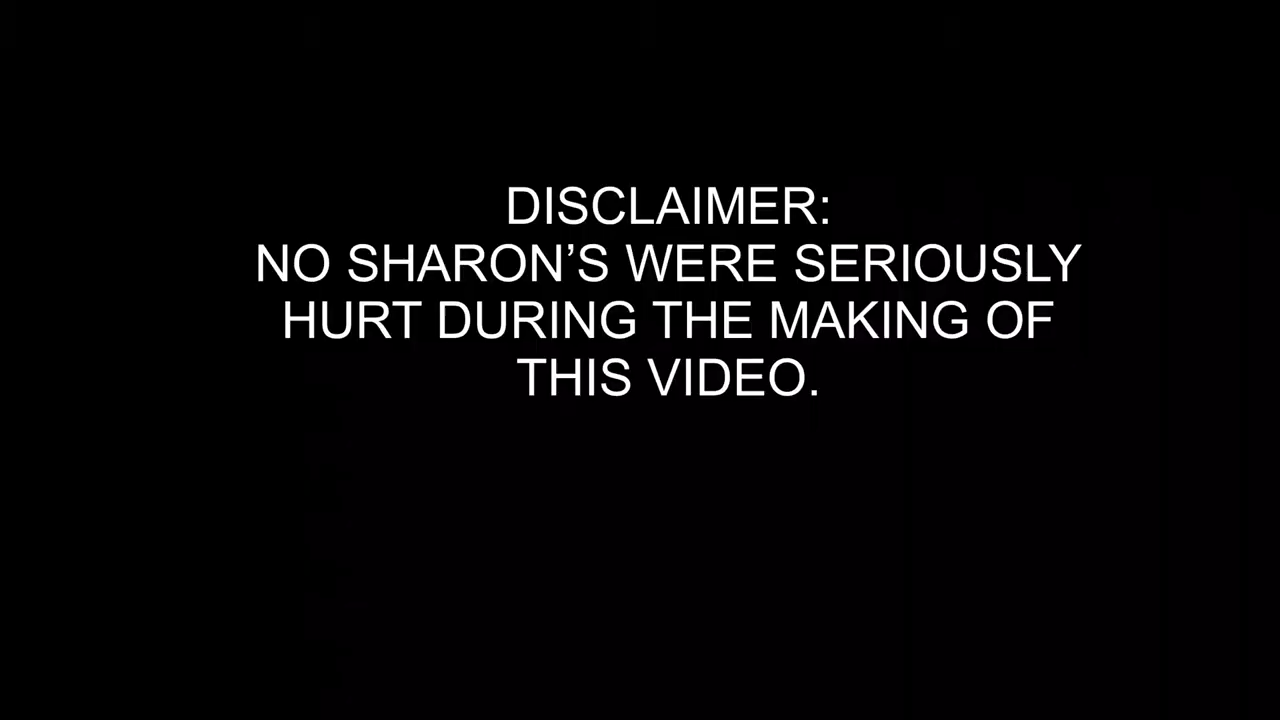 DISCLAIMER:
NO SHARON’S WERE SERIOUSLY
HURT DURING THE MAKING OF
THIS VIDEO.